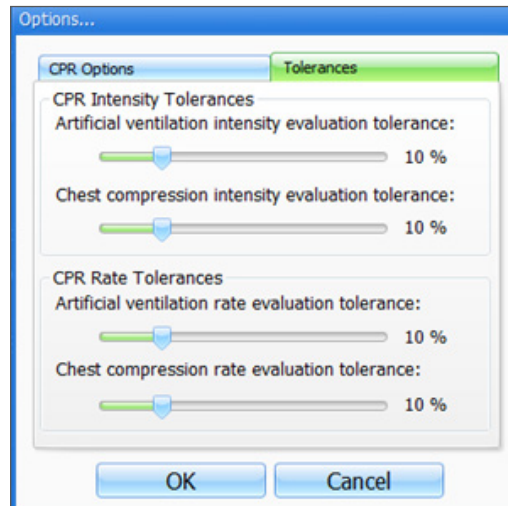 Options...
CPR Options
Tolerances
CPR Intensity Tolerances
Artificial ventilation intensity evaluation tolerance:
10 %
Chest compression intensity evaluation tolerance:
10 %
CPR Rate Tolerances
Artificial ventilation rate evaluation tolerance:
10 %
Chest compression rate evaluation tolerance:
10 %
OK
Cancel